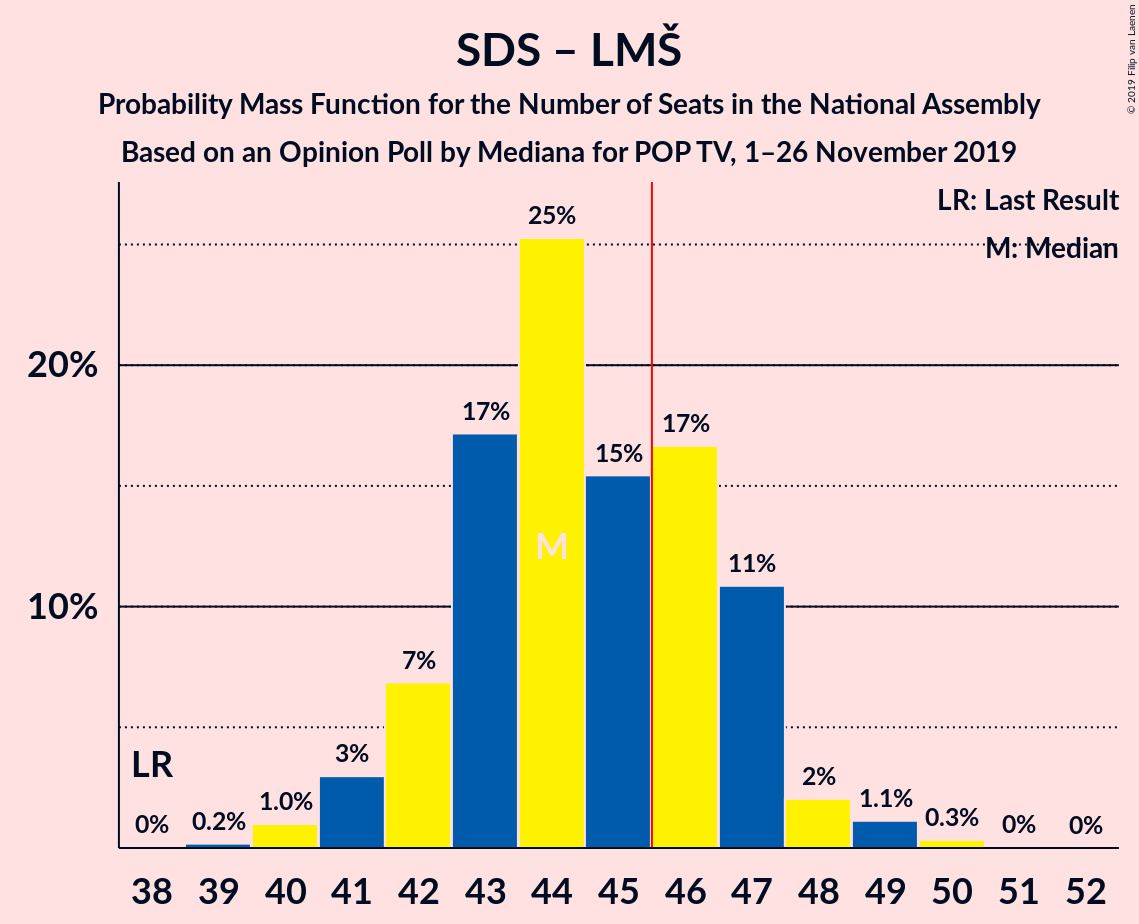 SDS – LMŠ
Probability Mass Function for the Number of Seats in the National Assembly
Based on an Opinion Poll by Mediana for POP TV, 1–26 November 2019
© 2019 Filip van Laenen
LR: Last Result
M: Median
25%
20%
17%
17%
15%
M
11%
10%
7%
LR
3%
2%
1.0%
1.1%
0%
0.2%
0.3%
0%
0%
38 39 40 41 42 43 44 45 46 47 48 49 50 51 52